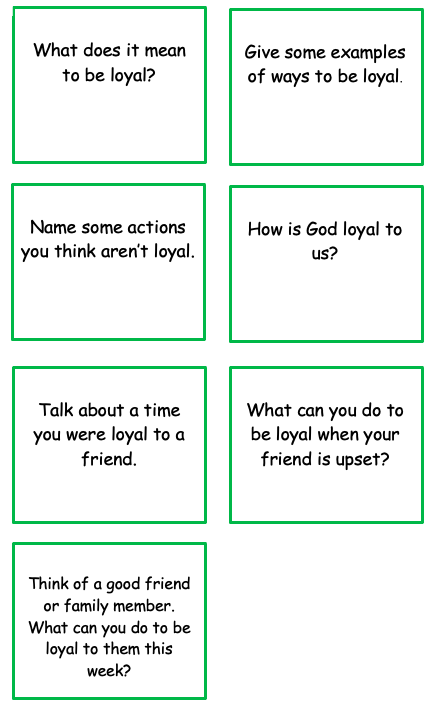 What does it mean
to be loyal?
Give some examples
of ways to be loyal.
Name some actions
you think aren't loyal.
How is God loyal to
us?
Talk about a time
you were loyal to a
friend.
What can you do to
be loyal when your
friend is upset?
Think of a good friend
or family member.
What can you do to be
loyal to them this
week?